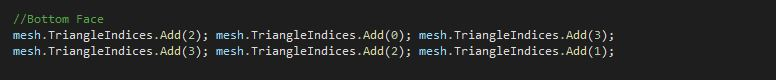 //Bottom Face
mesh.TriangleIndices.Add(2); mesh.TriangleIndices.Add(0); mesh.TriangleIndices.Add(3);
mesh.TriangleIndices.Add(3); mesh.TriangleIndices.Add(2); mesh.TriangleIndices.Add(1);